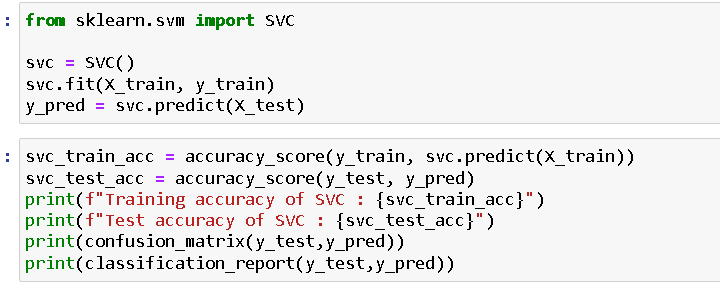 : from sklearn.svm import SVC
svc = SVC()
svc.fit(X_train, y_train)
y_pred = svc.predict(X_test)
: svc_train_acc = accuracy_score(y_train, svc.predict(X_train))
svc_test_acc = accuracy_score(y_test, y_pred)
print(f"Training accuracy of SVC : {svc_train_acc}")
print(f"Test accuracy of SVC : {svc_test_acc}")
print(confusion_matrix(y_test,y_pred))
print(classification_report(y_test,y_pred))